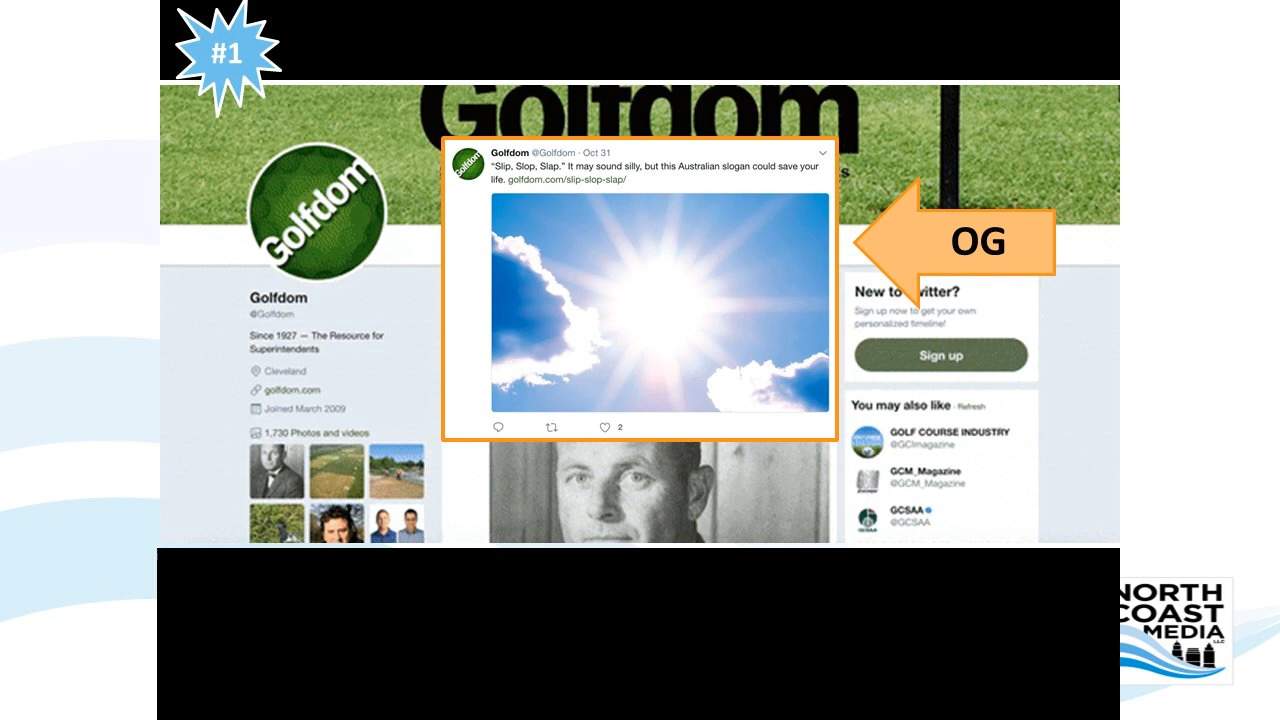 #1
Golfdom
s
Golfdom
Golfdom
Golfdom @Golfdom · Oct 31
"Slip, Slop, Slap." It may sound silly, but this Australian slogan could save your
life. golfdom.com/slip-slop-slap/
2
OG
Golfdom
@Golfdom
Since 1927 — The Resource for
Superintendents
Cleveland
golfdom.com
Joined March 2009
1,730 Photos and videos
New to witter?
Sign up now to get your own
personalized timeline!
Sign up
You may also like · Refresh
GOLF COURSE INDUSTRY
@GCImagazine
GCM_Magazine
@GCM_Magazine
GCSAA
@GCSAA
GCSAA
NORTH
COAST
MEDIA
LLC